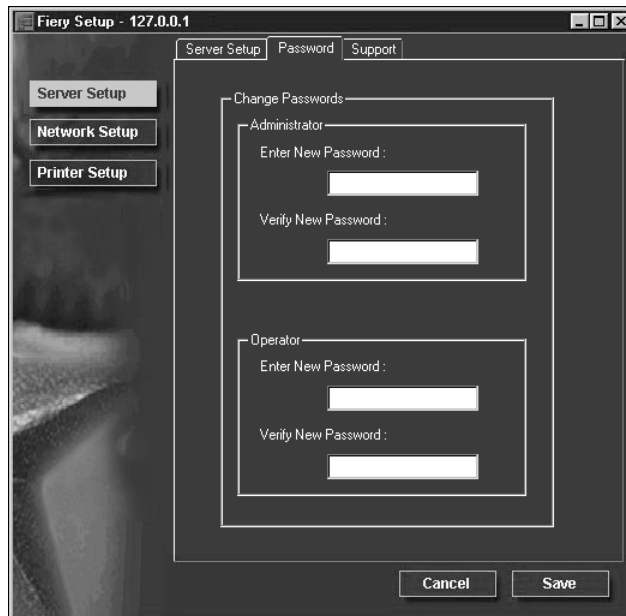 Fiery Setup - 127.0.0.1
Server Setup Password Support
Server Setup
Network Setup
Printer Setup
Change Passwords
Administrator
Enter New Password :
Verify New Password :
Operator
Enter New Password :
Verify New Password :
Cancel Save